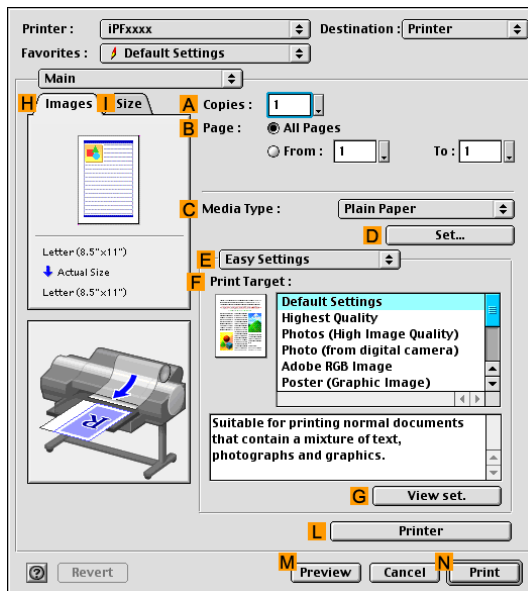 Printer : iPFxxxx Destination : Printer
Favorites : Default Settings
Main
H Images I Size
A Copies : 1
B Page : All Pages
From : 1 To : 1
C Media Type : Plain Paper
D Set...
Letter (8.5"x11")
Actual Size
Letter (8.5"x11")
E Easy Settings
F Print Target :
Default Settings
Highest Quality
Photos (High Image Quality)
Photo (from digital camera)
Adobe RGB Image
Poster (Graphic Image)
R
Suitable for printing normal documents
that contain a mixture of text,
photographs and graphics.
G View set.
L Printer
? Revert M Preview Cancel N Print